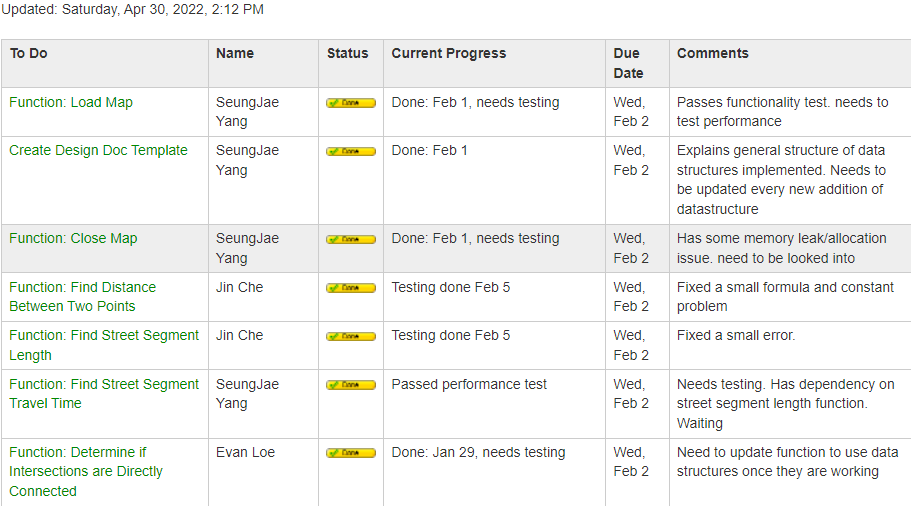 Updated: Saturday, Apr 30, 2022, 2:12 PM
To Do Name Status Current Progress Due Date Comments
Function: Load Map SeungJae Yang Done Done: Feb 1, needs testing Wed, Feb 2 Passes functionality test. needs to test performance
Create Design Doc Template SeungJae Yang Done Done: Feb 1 Wed, Feb 2 Explains general structure of data structures implemented. Needs to be updated every new addition of datastructure
Function: Close Map SeungJae Yang Done Done: Feb 1, needs testing Wed, Feb 2 Has some memory leak/allocation issue. need to be looked into
Function: Find Distance Between Two Points Jin Che Done Testing done Feb 5 Wed, Feb 2 Fixed a small formula and constant problem
Function: Find Street Segment Length Jin Che Done Testing done Feb 5 Wed, Feb 2 Fixed a small error.
Function: Find Street Segment Travel Time SeungJae Yang Done Passed performance test Wed, Feb 2 Needs testing. Has dependency on street segment length function. Waiting
Function: Determine if Intersections are Directly Connected Evan Loe Done Done: Jan 29, needs testing Wed, Feb 2 Need to update function to use data structures once they are working